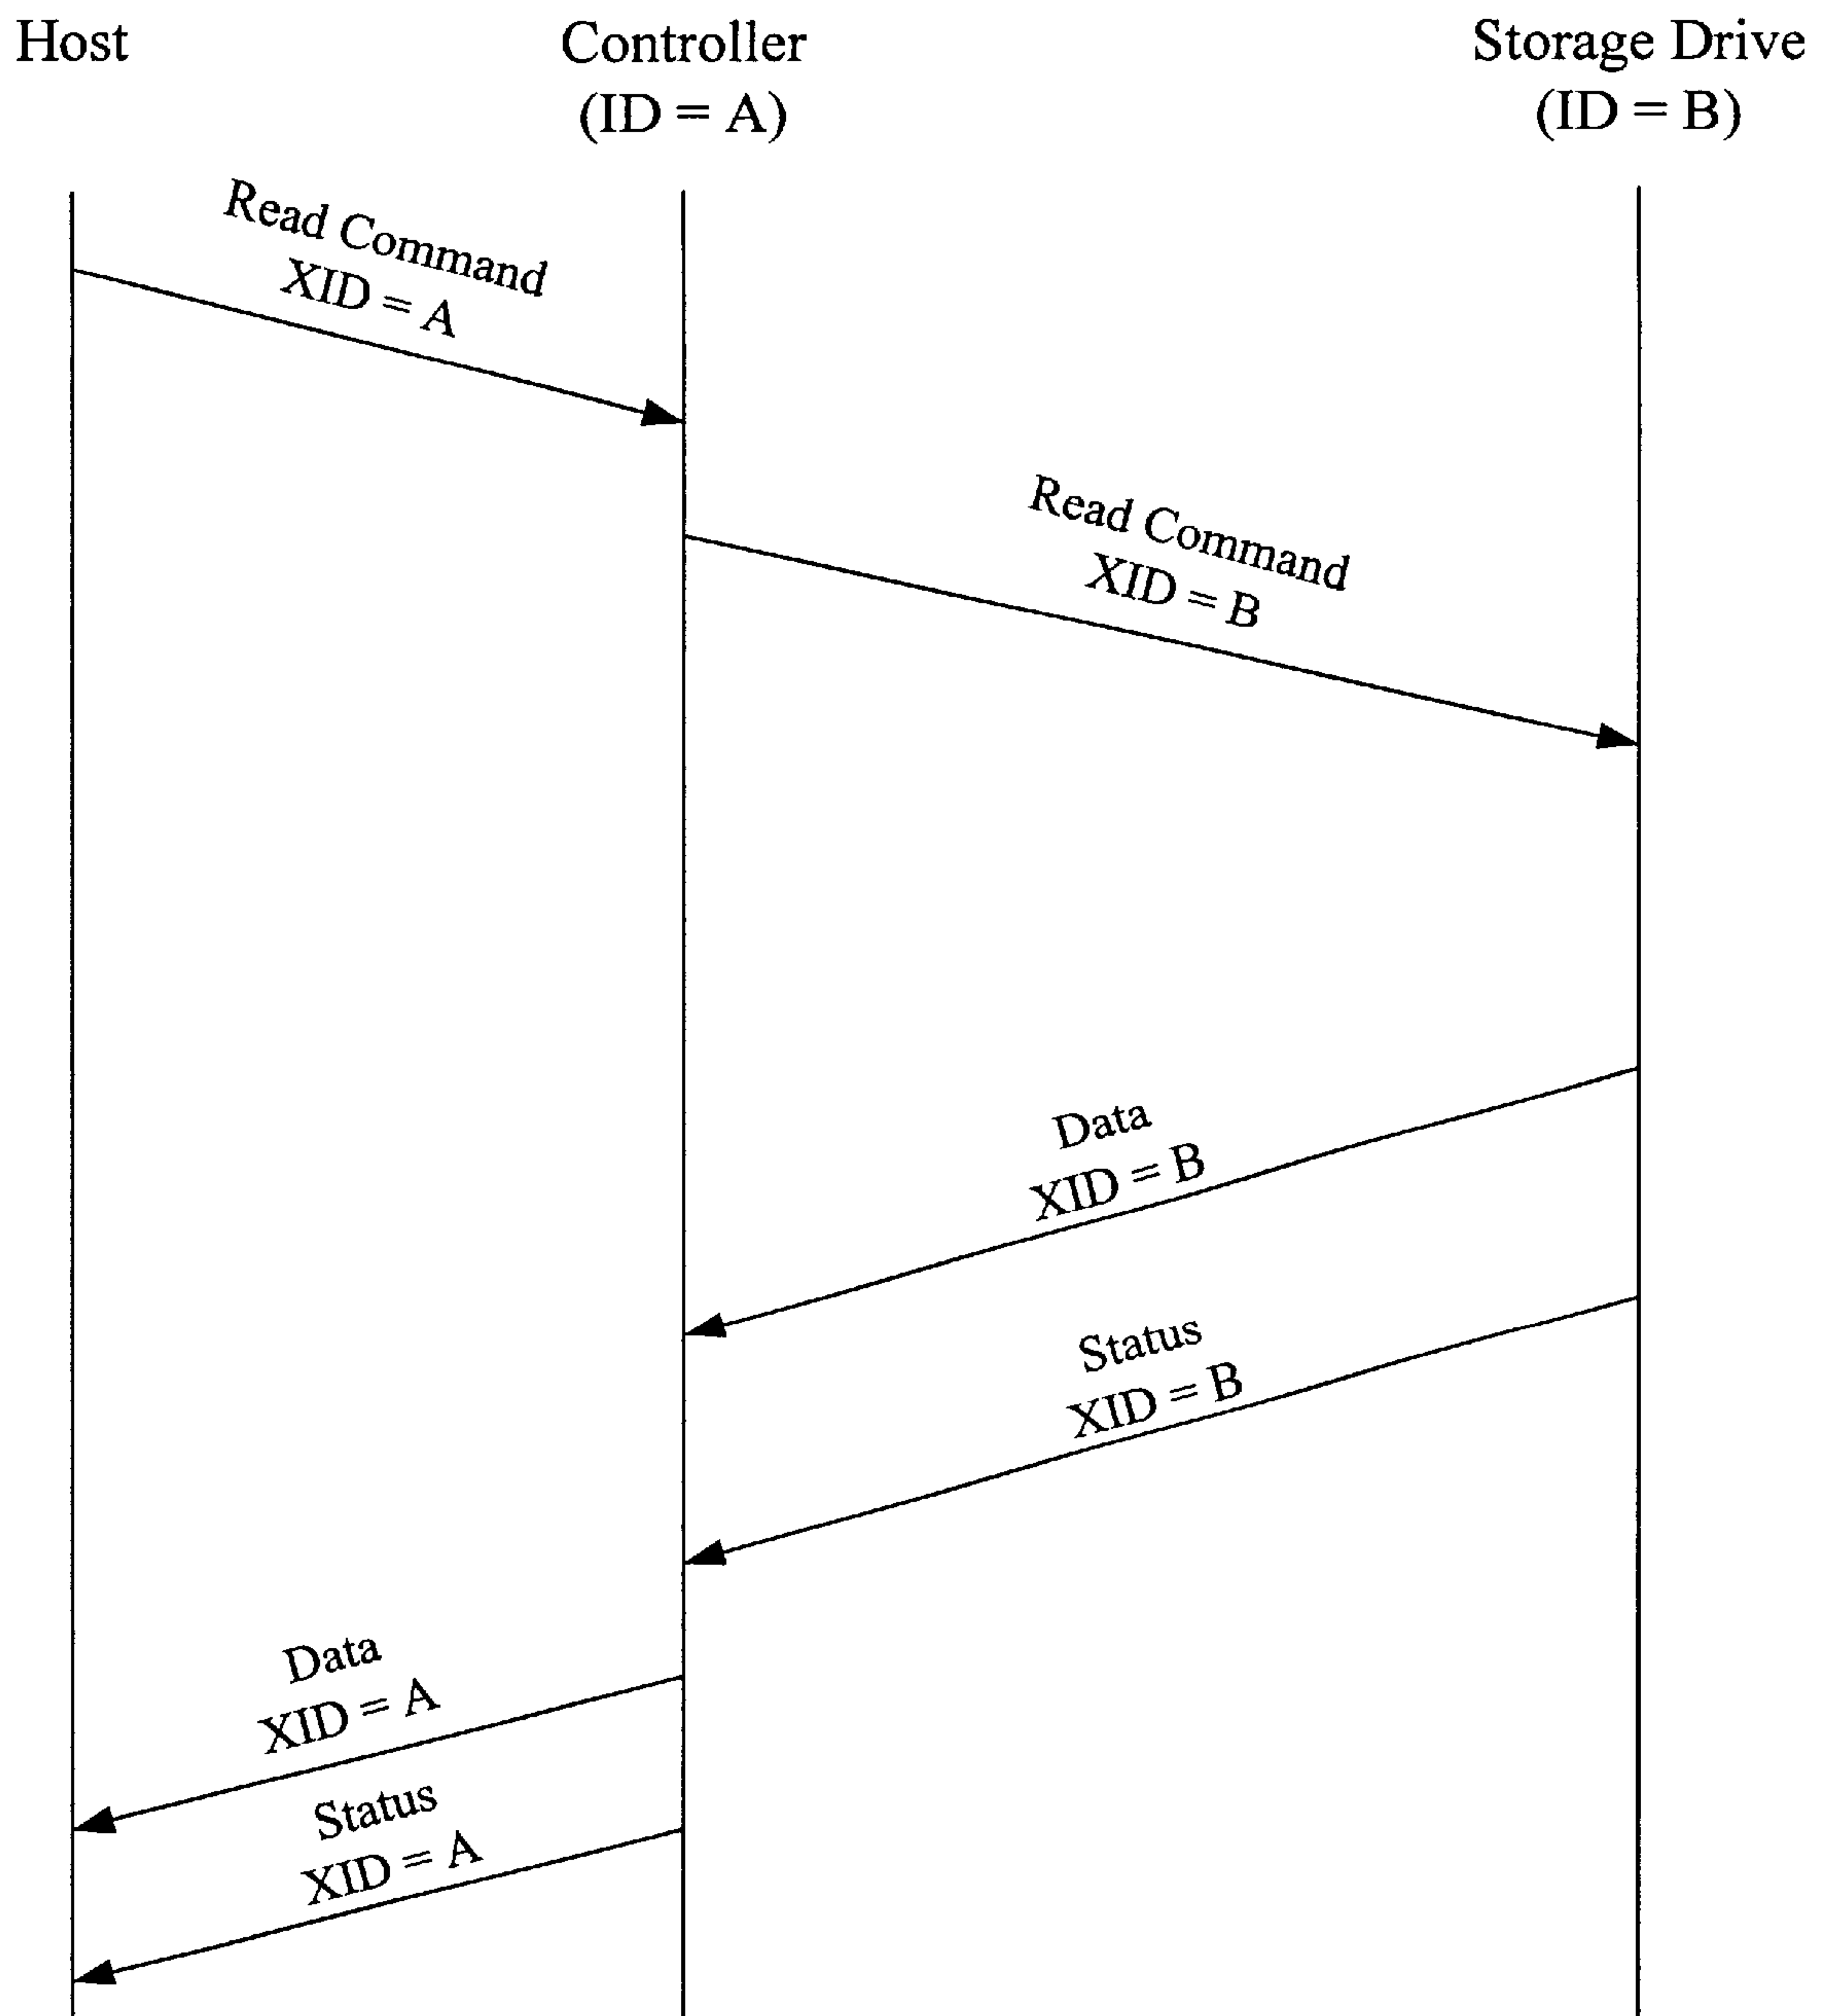 Host
Controller
(ID = A)
Storage Drive
(ID = B)
Read Command
XID = A
Read Command
XID = B
Data
XID = B
Status
XID = B
Data
XID = A
Status
XID = A